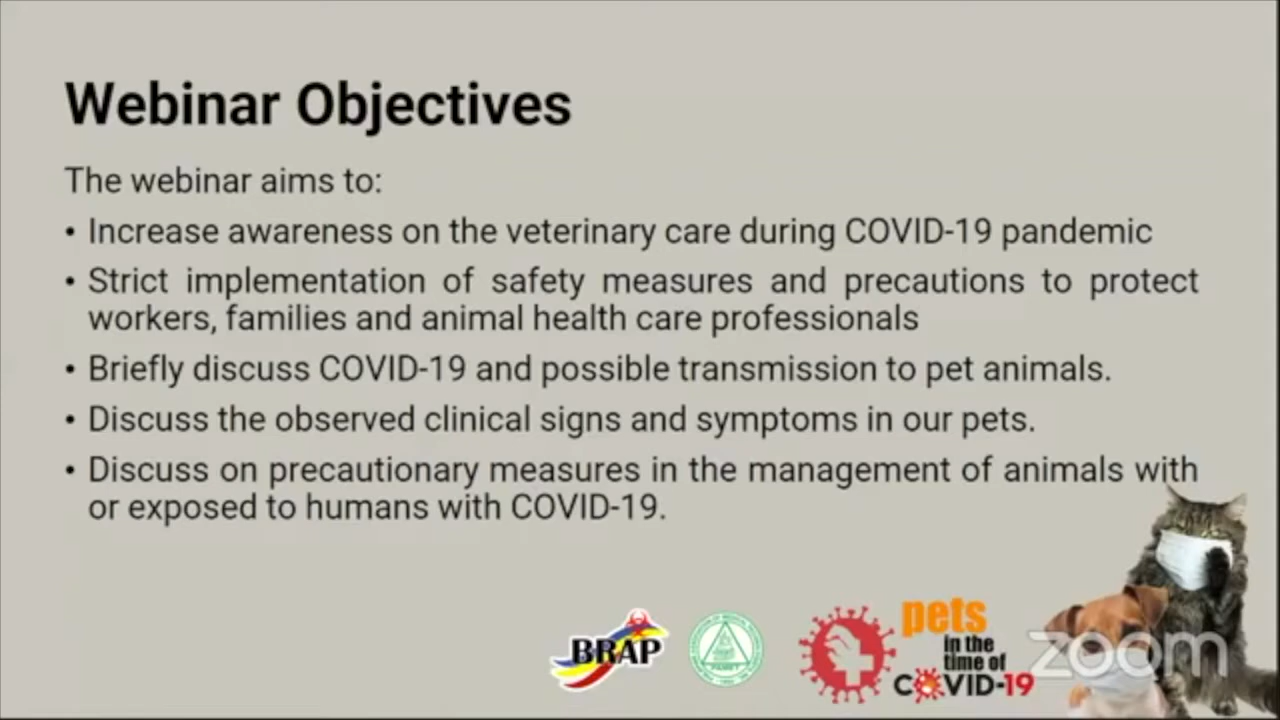 Webinar Objectives
The webinar aims to:
• Increase awareness on the veterinary care during COVID-19 pandemic
• Strict implementation of safety measures and precautions to protect
workers, families and animal health care professionals
• Briefly discuss COVID-19 and possible transmission to pet animals.
• Discuss the observed clinical signs and symptoms in our pets.
• Discuss on precautionary measures in the management of animals with
or exposed to humans with COVID-19.
BRAP
pets
in the
time of
COVID-19
zoom